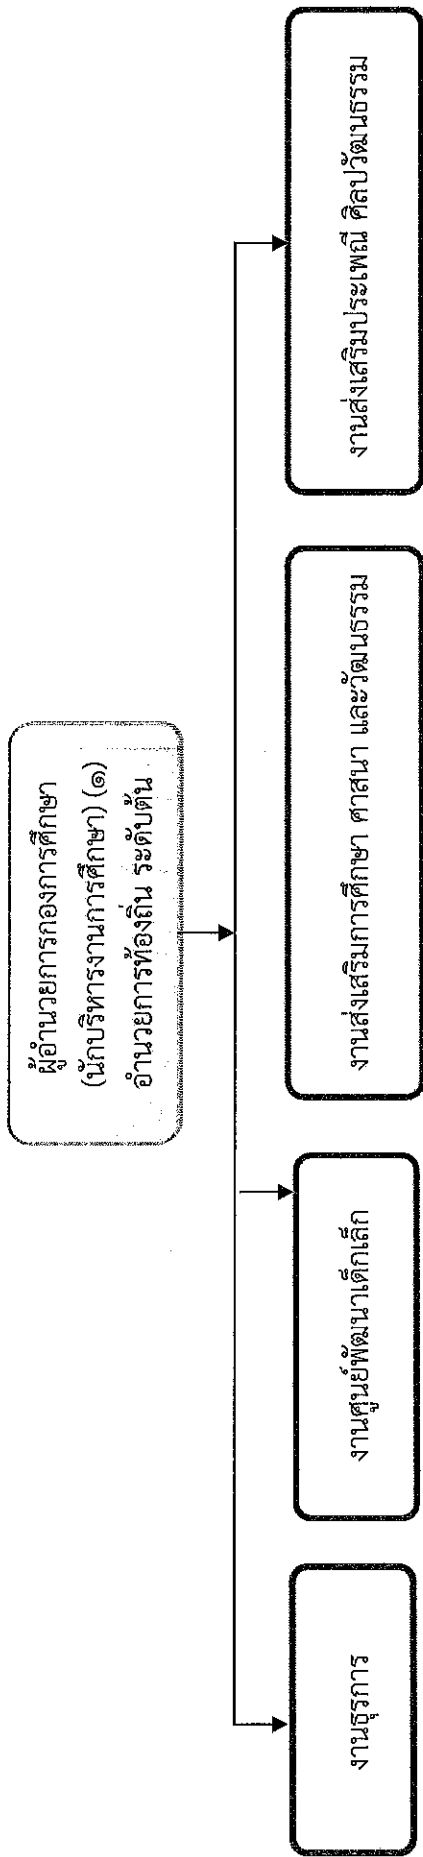 ผู้อำนวยการกองการศึกษา
(นักบริหารงานการศึกษา) (๑)
อำนวยการท้องถิ่น ระดับต้น
งานธุรการ
งานศูนย์พัฒนาเด็กเล็ก
งานส่งเสริมการศึกษา ศาสนา และวัฒนธรรม
งานส่งเสริมประเพณี ศิลปวัฒนธรรม